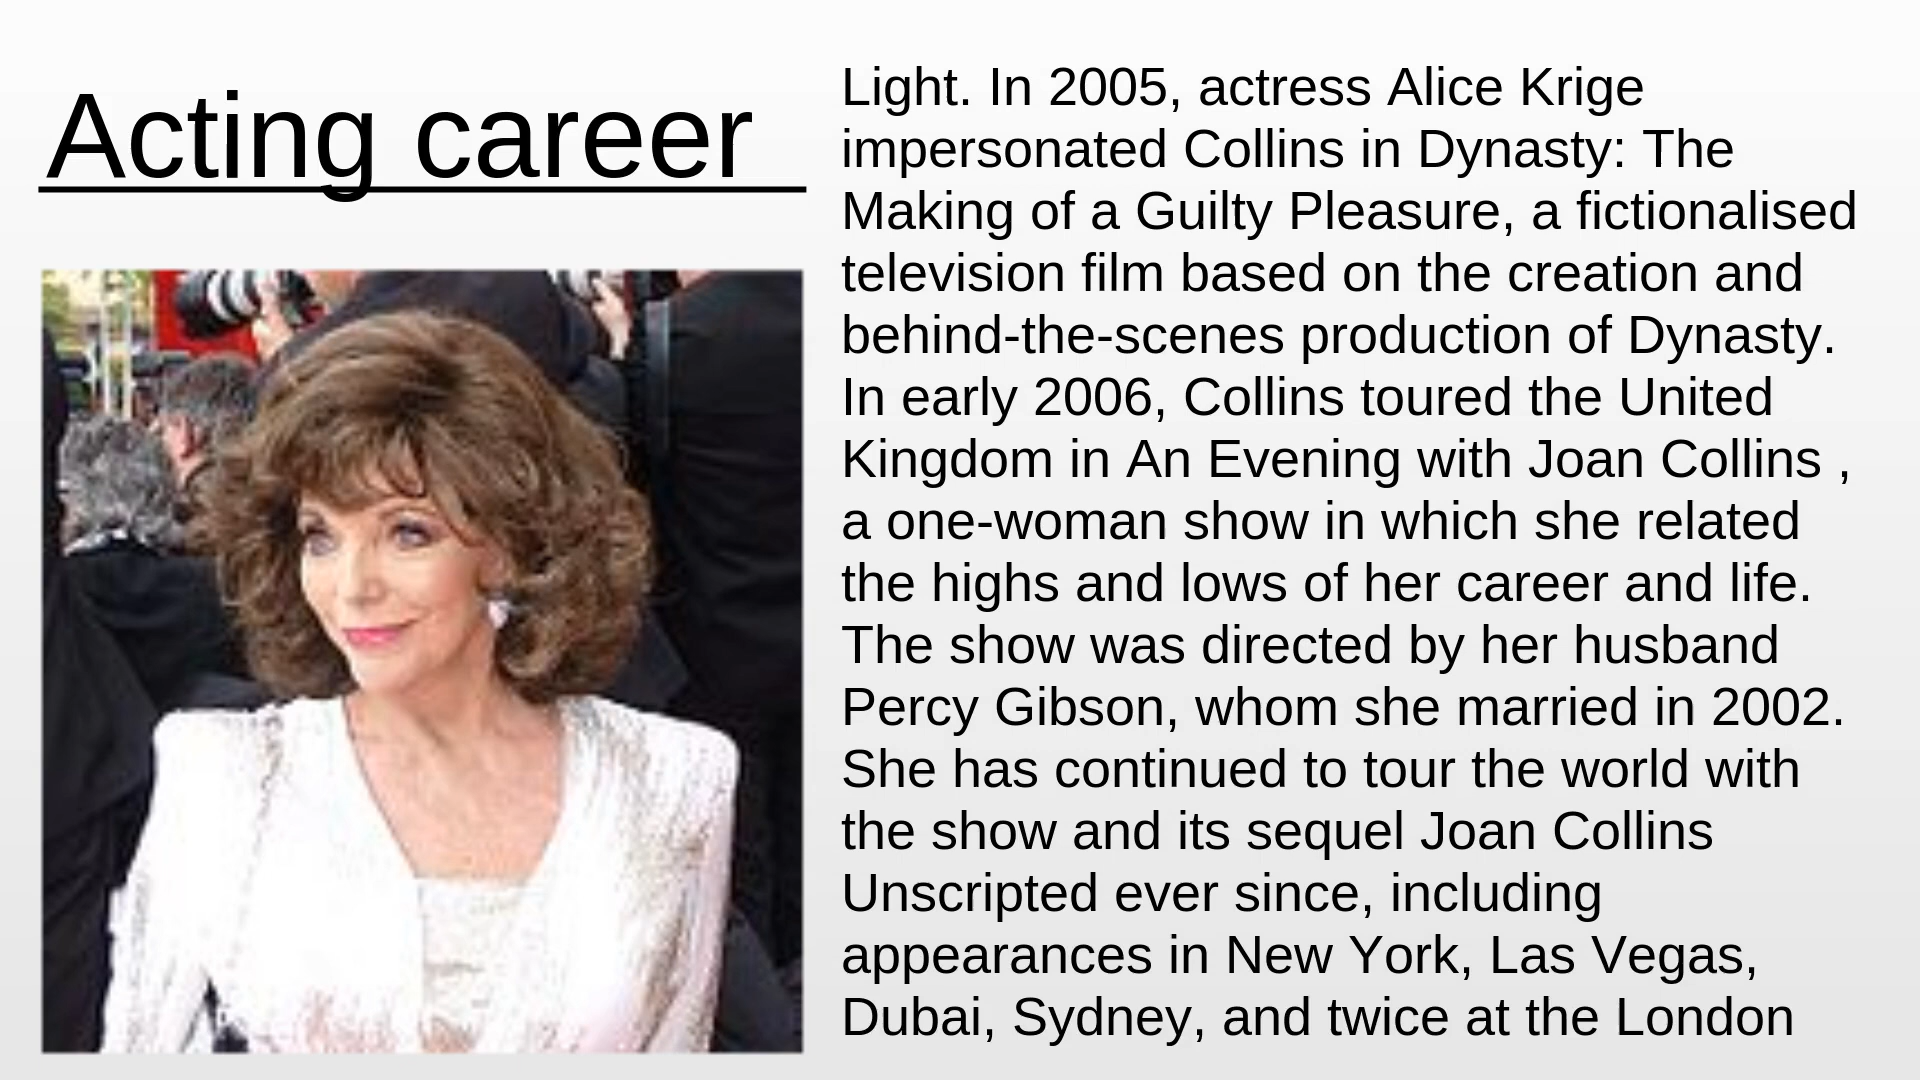 Acting career
Light. In 2005, actress Alice Krige
impersonated Collins in Dynasty: The
Making of a Guilty Pleasure, a fictionalised
television film based on the creation and
behind-the-scenes production of Dynasty.
In early 2006, Collins toured the United
Kingdom in An Evening with Joan Collins ,
a one-woman show in which she related
the highs and lows of her career and life.
The show was directed by her husband
Percy Gibson, whom she married in 2002.
She has continued to tour the world with
the show and its sequel Joan Collins
Unscripted ever since, including
appearances in New York, Las Vegas,
Dubai, Sydney, and twice at the London